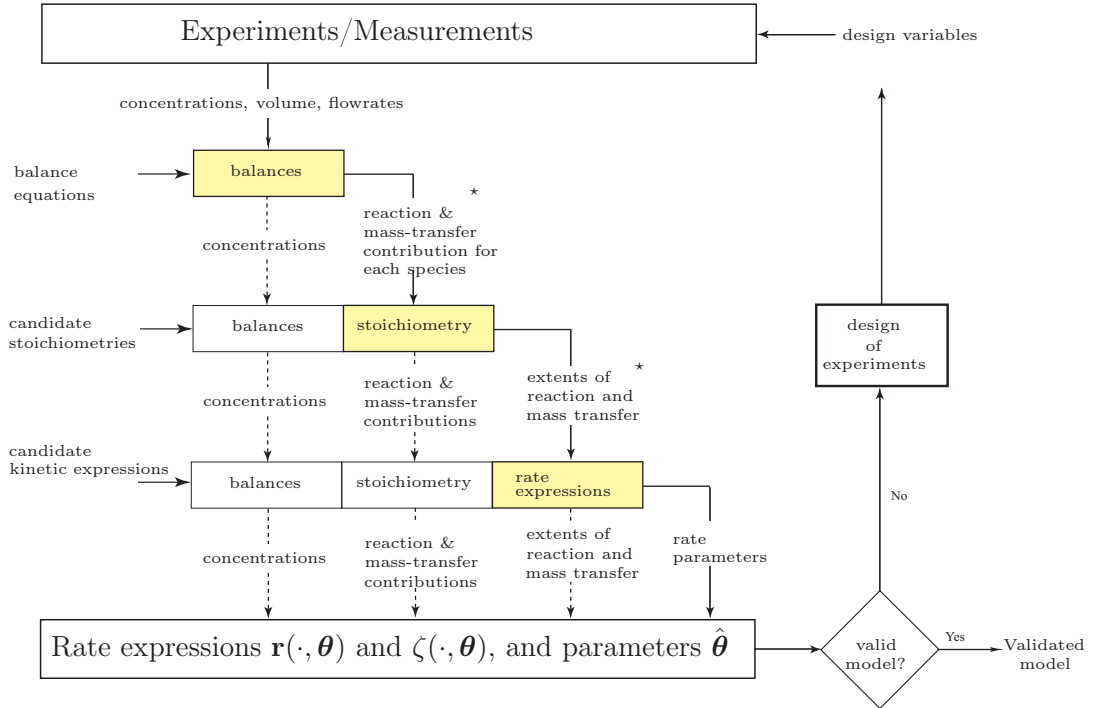 Experiments/Measurements
design variables
concentrations, volume, flowrates
balance
equations
balances
⋆
reaction &
mass-transfer
contribution for
each species
concentrations
candidate
stoichiometries
balances
stoichiometry
design
of
experiments
⋆
concentrations
reaction &
mass-transfer
contributions
extents of
reaction and
mass transfer
candidate
kinetic expressions
balances
stoichiometry
rate
expressions
No
concentrations
reaction &
mass-transfer
contributions
extents of
reaction and
mass transfer
rate
parameters
Rate expressions r(·, θ) and ζ(·, θ), and parameters θ̂
valid
model?
Yes
Validated
model